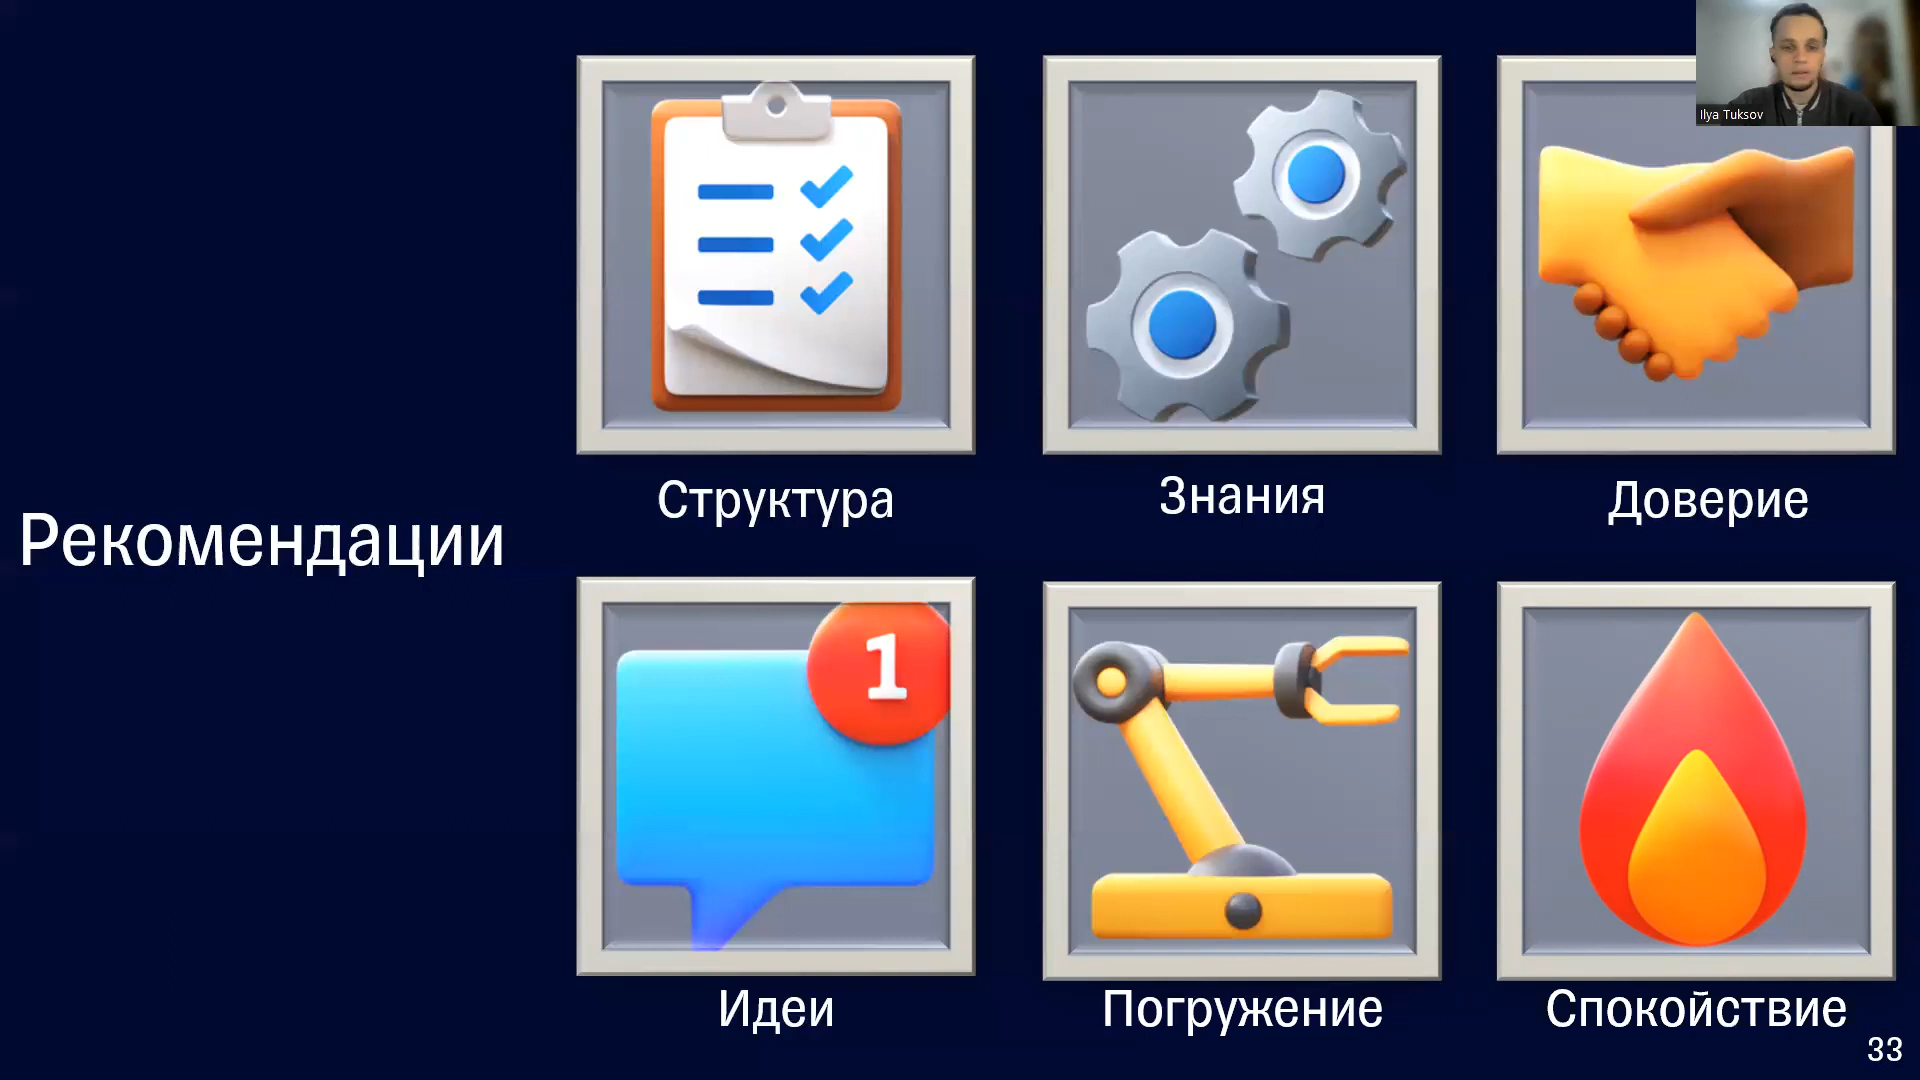 Ilya Tuksov
Рекомендации
Структура
Знания
Доверие
1
Идеи
Погружение
Спокойствие
33